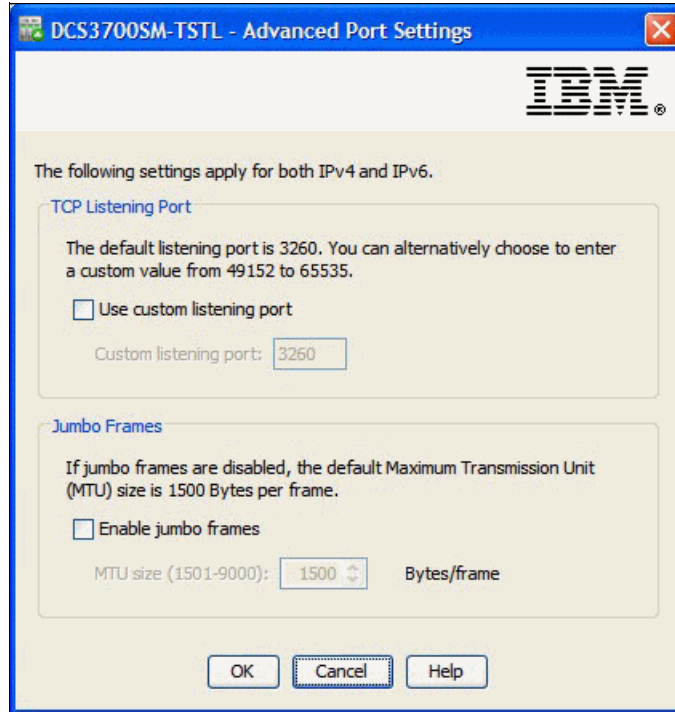 DCS3700SM-TSTL - Advanced Port Settings
IBM®
The following settings apply for both IPv4 and IPv6.
TCP Listening Port
The default listening port is 3260. You can alternatively choose to enter
a custom value from 49152 to 65535.
Use custom listening port
Custom listening port: 3260
Jumbo Frames
If jumbo frames are disabled, the default Maximum Transmission Unit
(MTU) size is 1500 Bytes per frame.
Enable jumbo frames
MTU size (1501-9000): 1500 Bytes/frame
OK Cancel Help